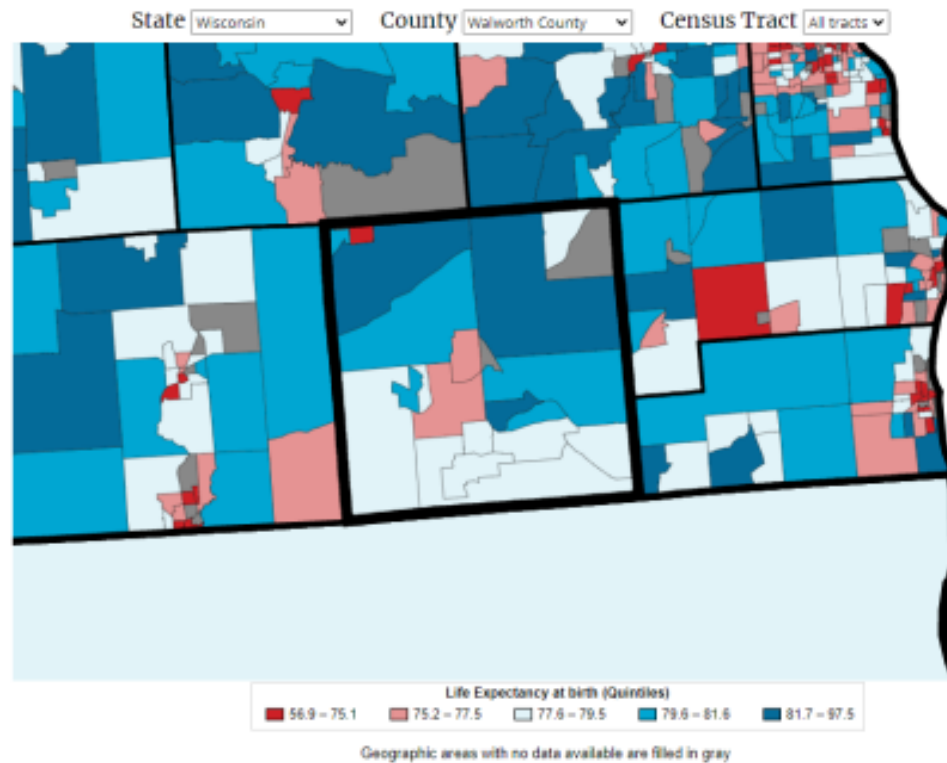 State Wisconsin County Walworth County Census Tract All tracts
Life Expectancy at birth (Quintiles)
56.9 – 75.1 75.2 – 77.5 77.6 – 79.5 79.6 – 81.6 81.7 – 97.5
Geographic areas with no data available are filled in gray